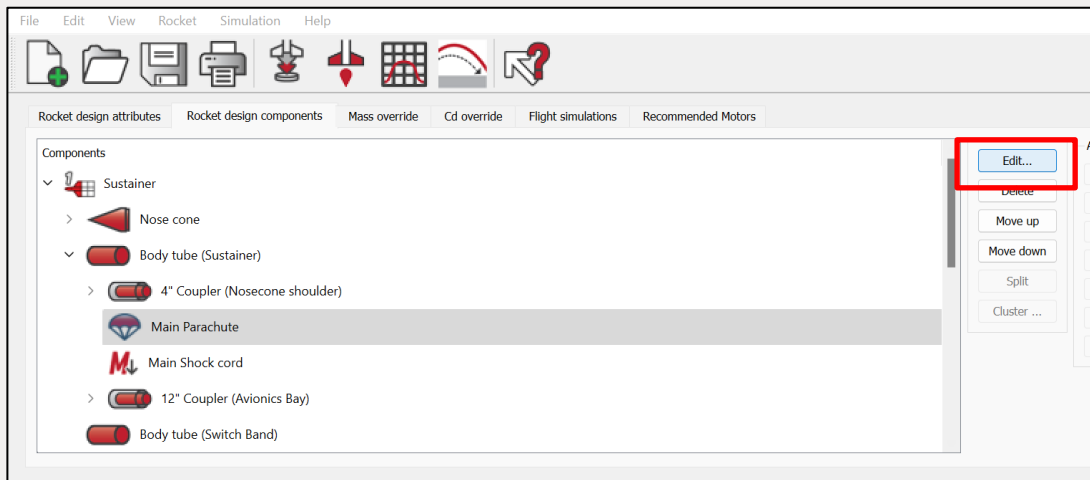 File Edit View Rocket Simulation Help
Rocket design attributes Rocket design components Mass override Cd override Flight simulations Recommended Motors
Components
Sustainer
Nose cone
Body tube (Sustainer)
4" Coupler (Nosecone shoulder)
Main Parachute
Main Shock cord
12" Coupler (Avionics Bay)
Body tube (Switch Band)
Edit...
Delete
Move up
Move down
Split
Cluster ...